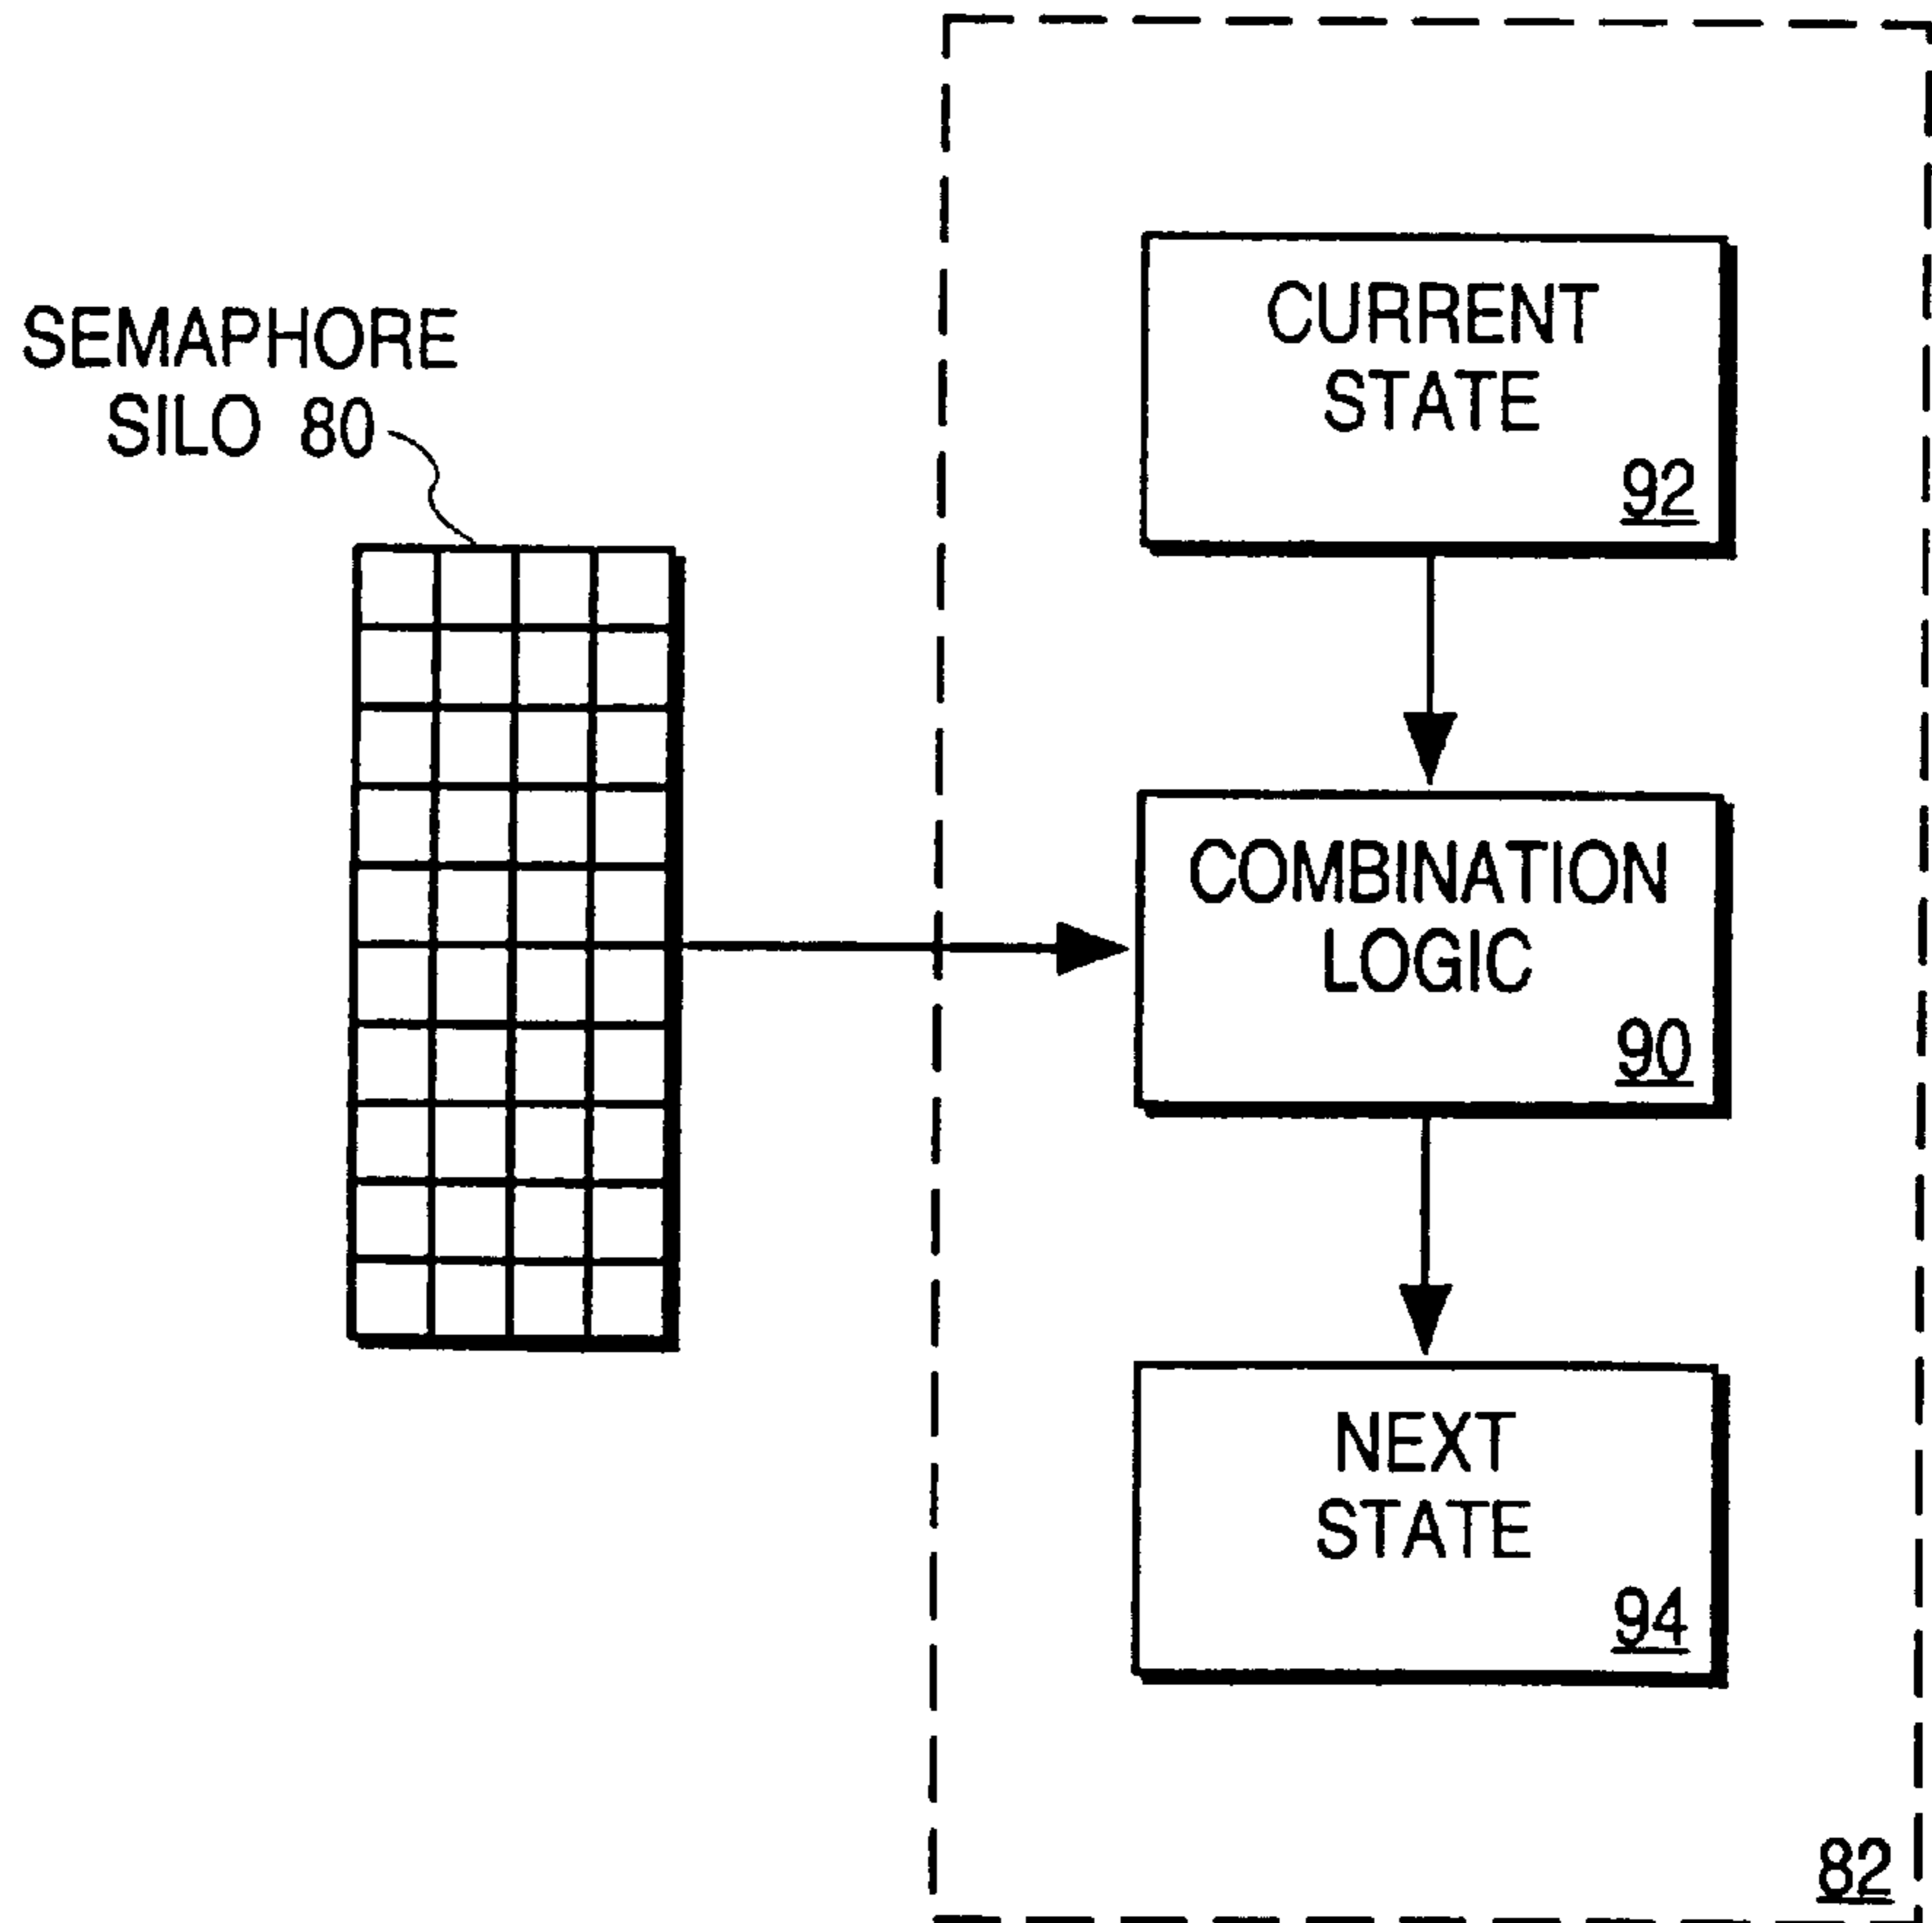 SEMAPHORE
SILO 80
CURRENT
STATE
92
COMBINATION
LOGIC
90
NEXT
STATE
94
82